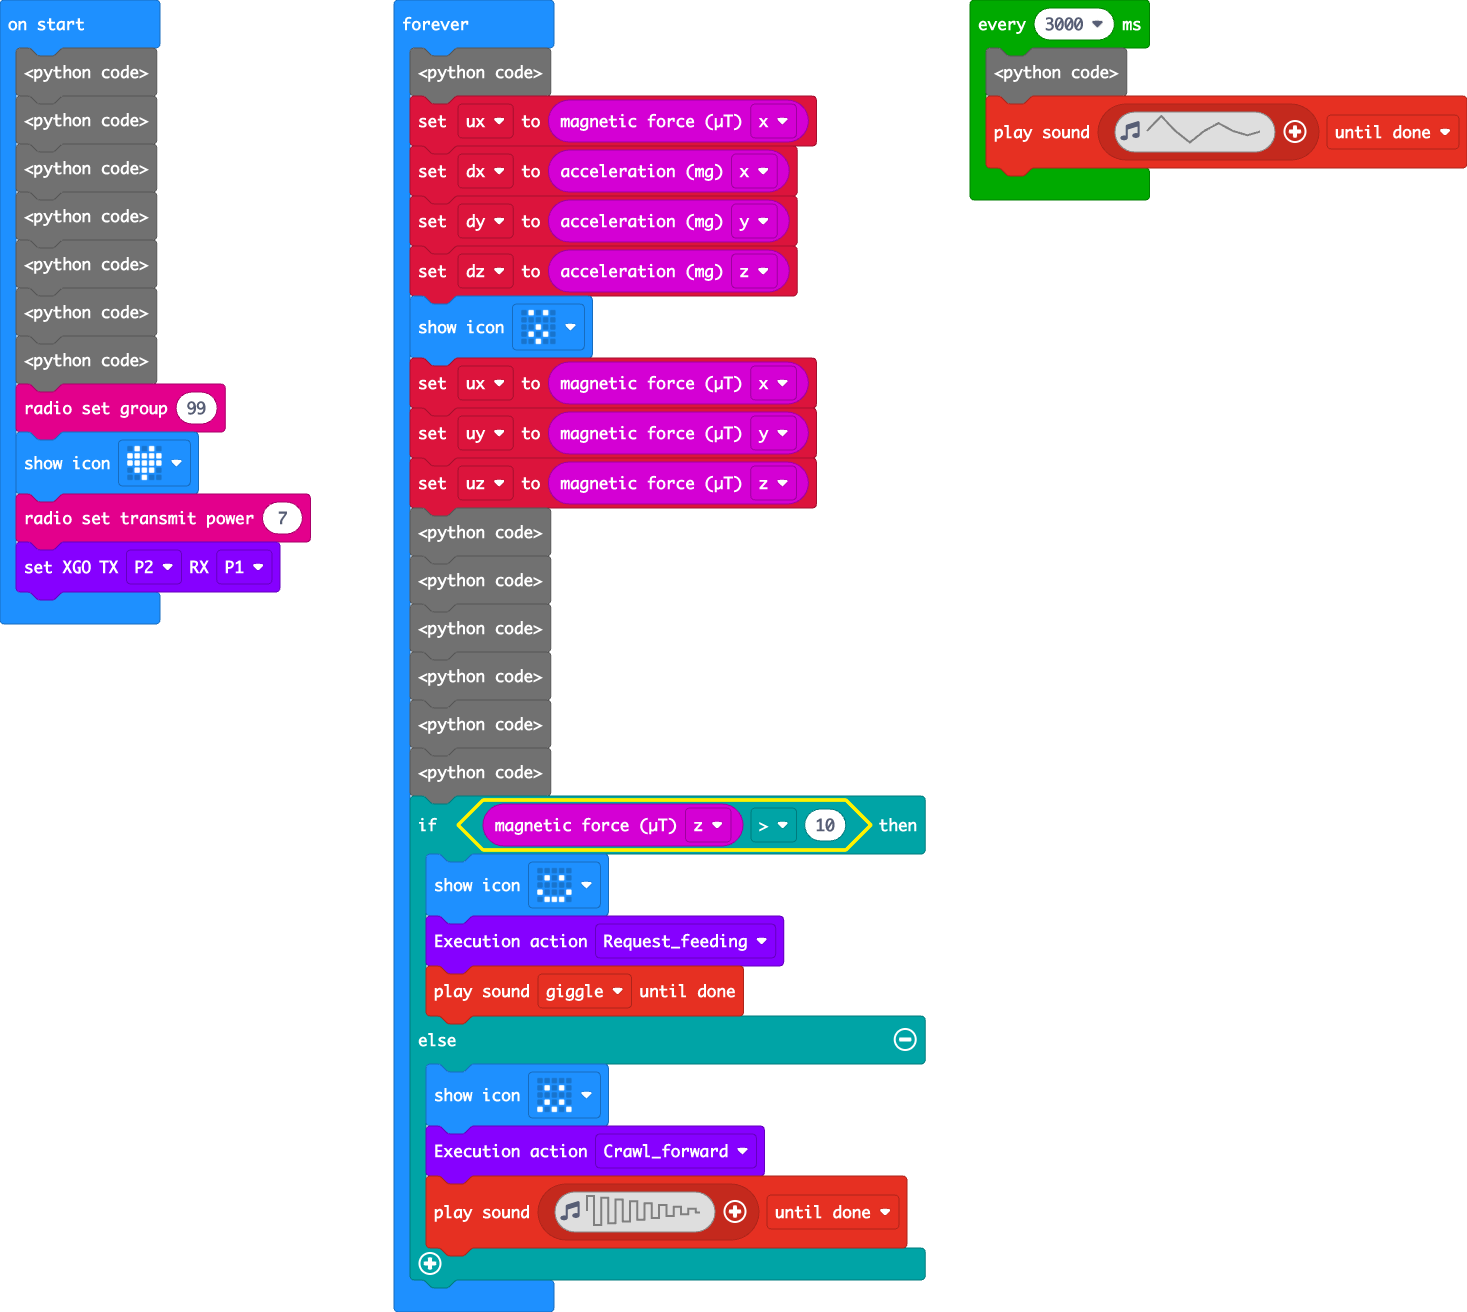 on start
<python code>
<python code>
<python code>
<python code>
<python code>
<python code>
<python code>
radio set group 99
show icon
radio set transmit power 7
set XGO TX P2 RX P1
forever
<python code>
set ux to magnetic force (µT) x
set dx to acceleration (mg) x
set dy to acceleration (mg) y
set dz to acceleration (mg) z
show icon
set ux to magnetic force (µT) x
set uy to magnetic force (µT) y
set uz to magnetic force (µT) z
<python code>
<python code>
<python code>
<python code>
<python code>
<python code>
if magnetic force (µT) z > 10 then
show icon
Execution action Request_feeding
play sound giggle until done
else
show icon
Execution action Crawl_forward
play sound until done
every 3000 ms
<python code>
play sound until done